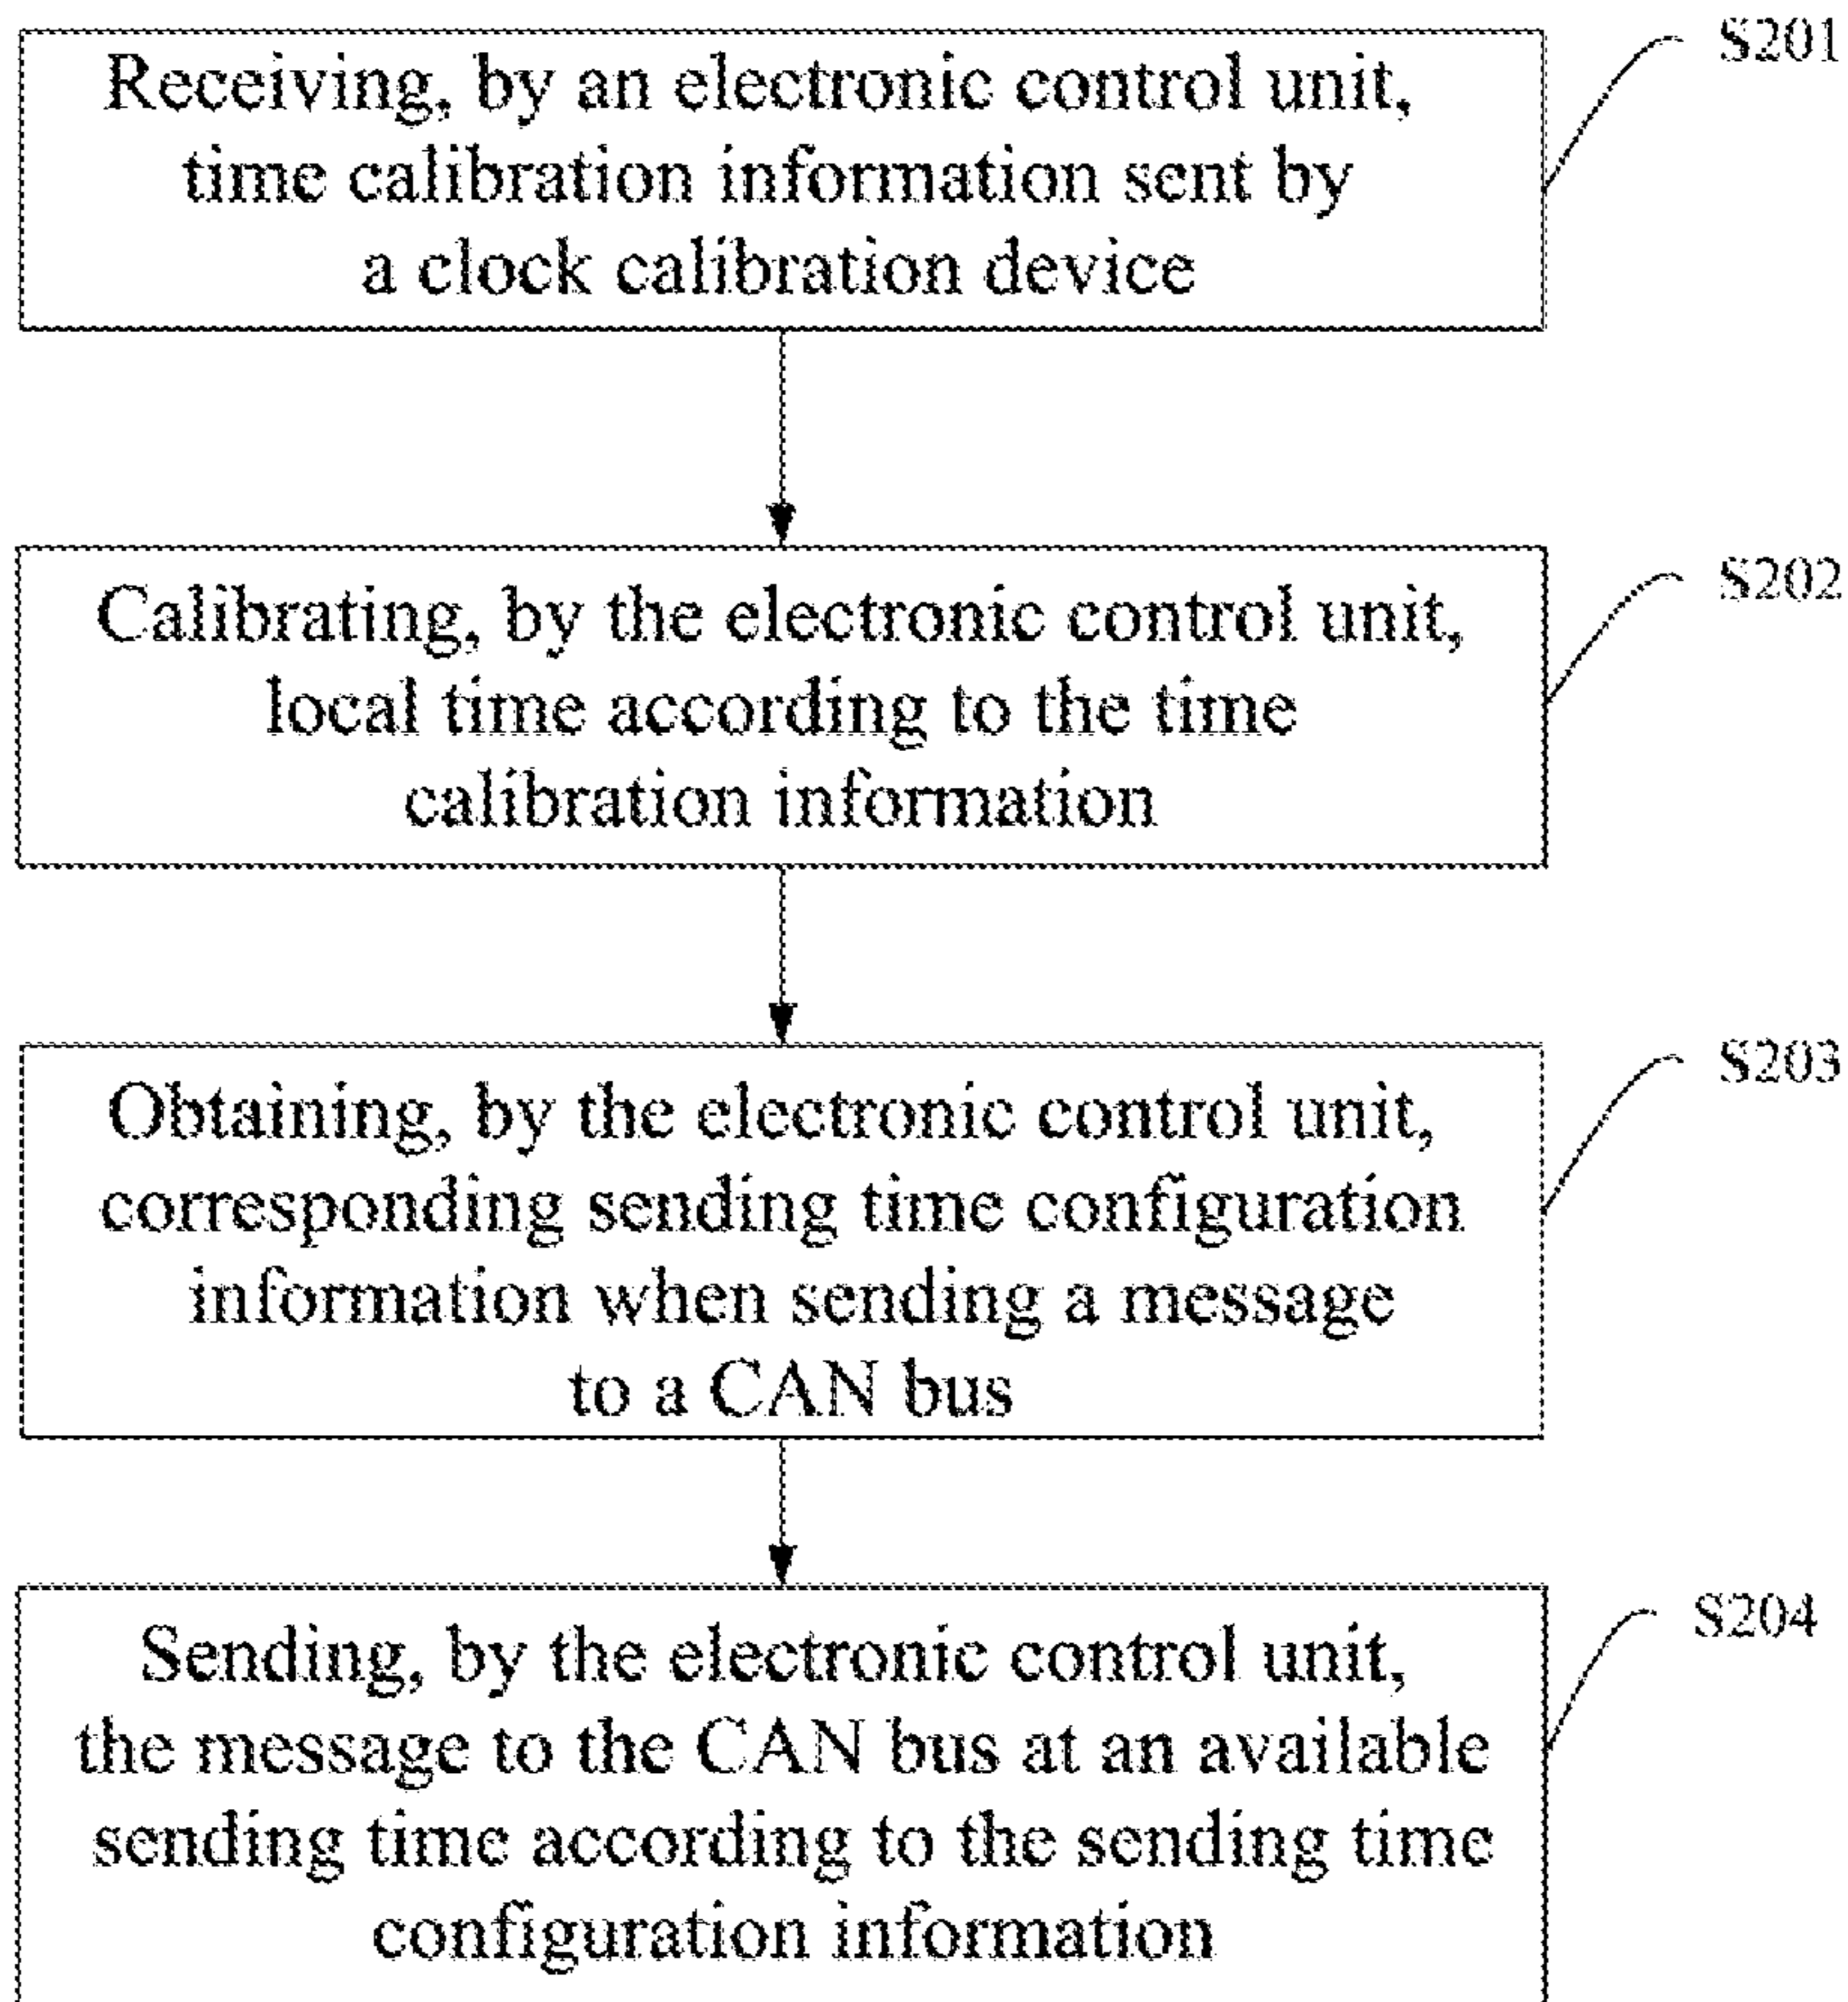 S201
Receiving, by an electronic control unit,
time calibration information sent by
a clock calibration device
S202
Calibrating, by the electronic control unit,
local time according to the time
calibration information
S203
Obtaining, by the electronic control unit,
corresponding sending time configuration
information when sending a message
to a CAN bus
S204
Sending, by the electronic control unit,
the message to the CAN bus at an available
sending time according to the sending time
configuration information